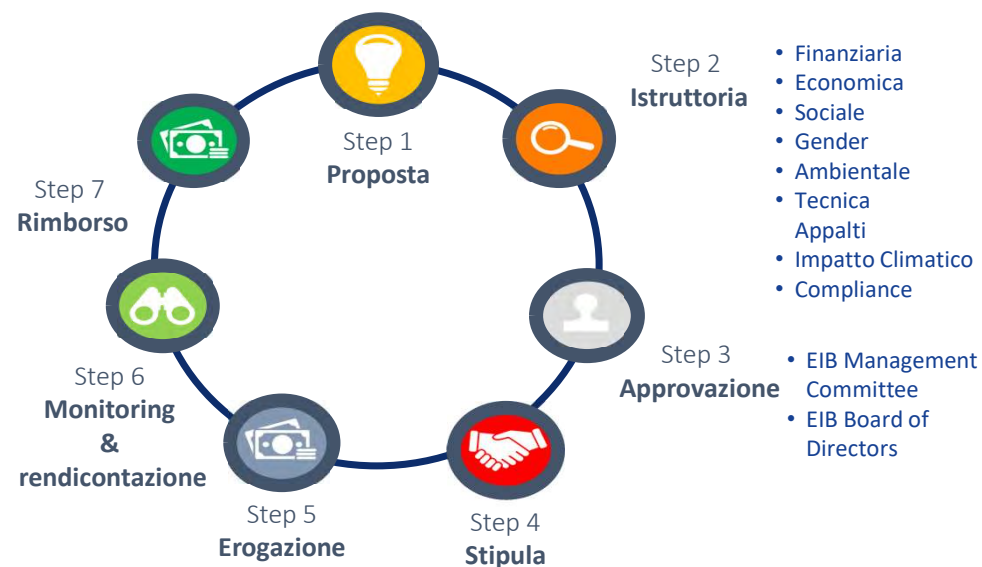 Step 1
Proposta
Step 2
Istruttoria
• Finanziaria
• Economica
• Sociale
• Gender
• Ambientale
• Tecnica
Appalti
• Impatto Climatico
• Compliance
Step 3
Approvazione
• EIB Management
Committee
• EIB Board of
Directors
Step 4
Stipula
Step 5
Erogazione
Step 6
Monitoring
&
rendicontazione
Step 7
Rimborso